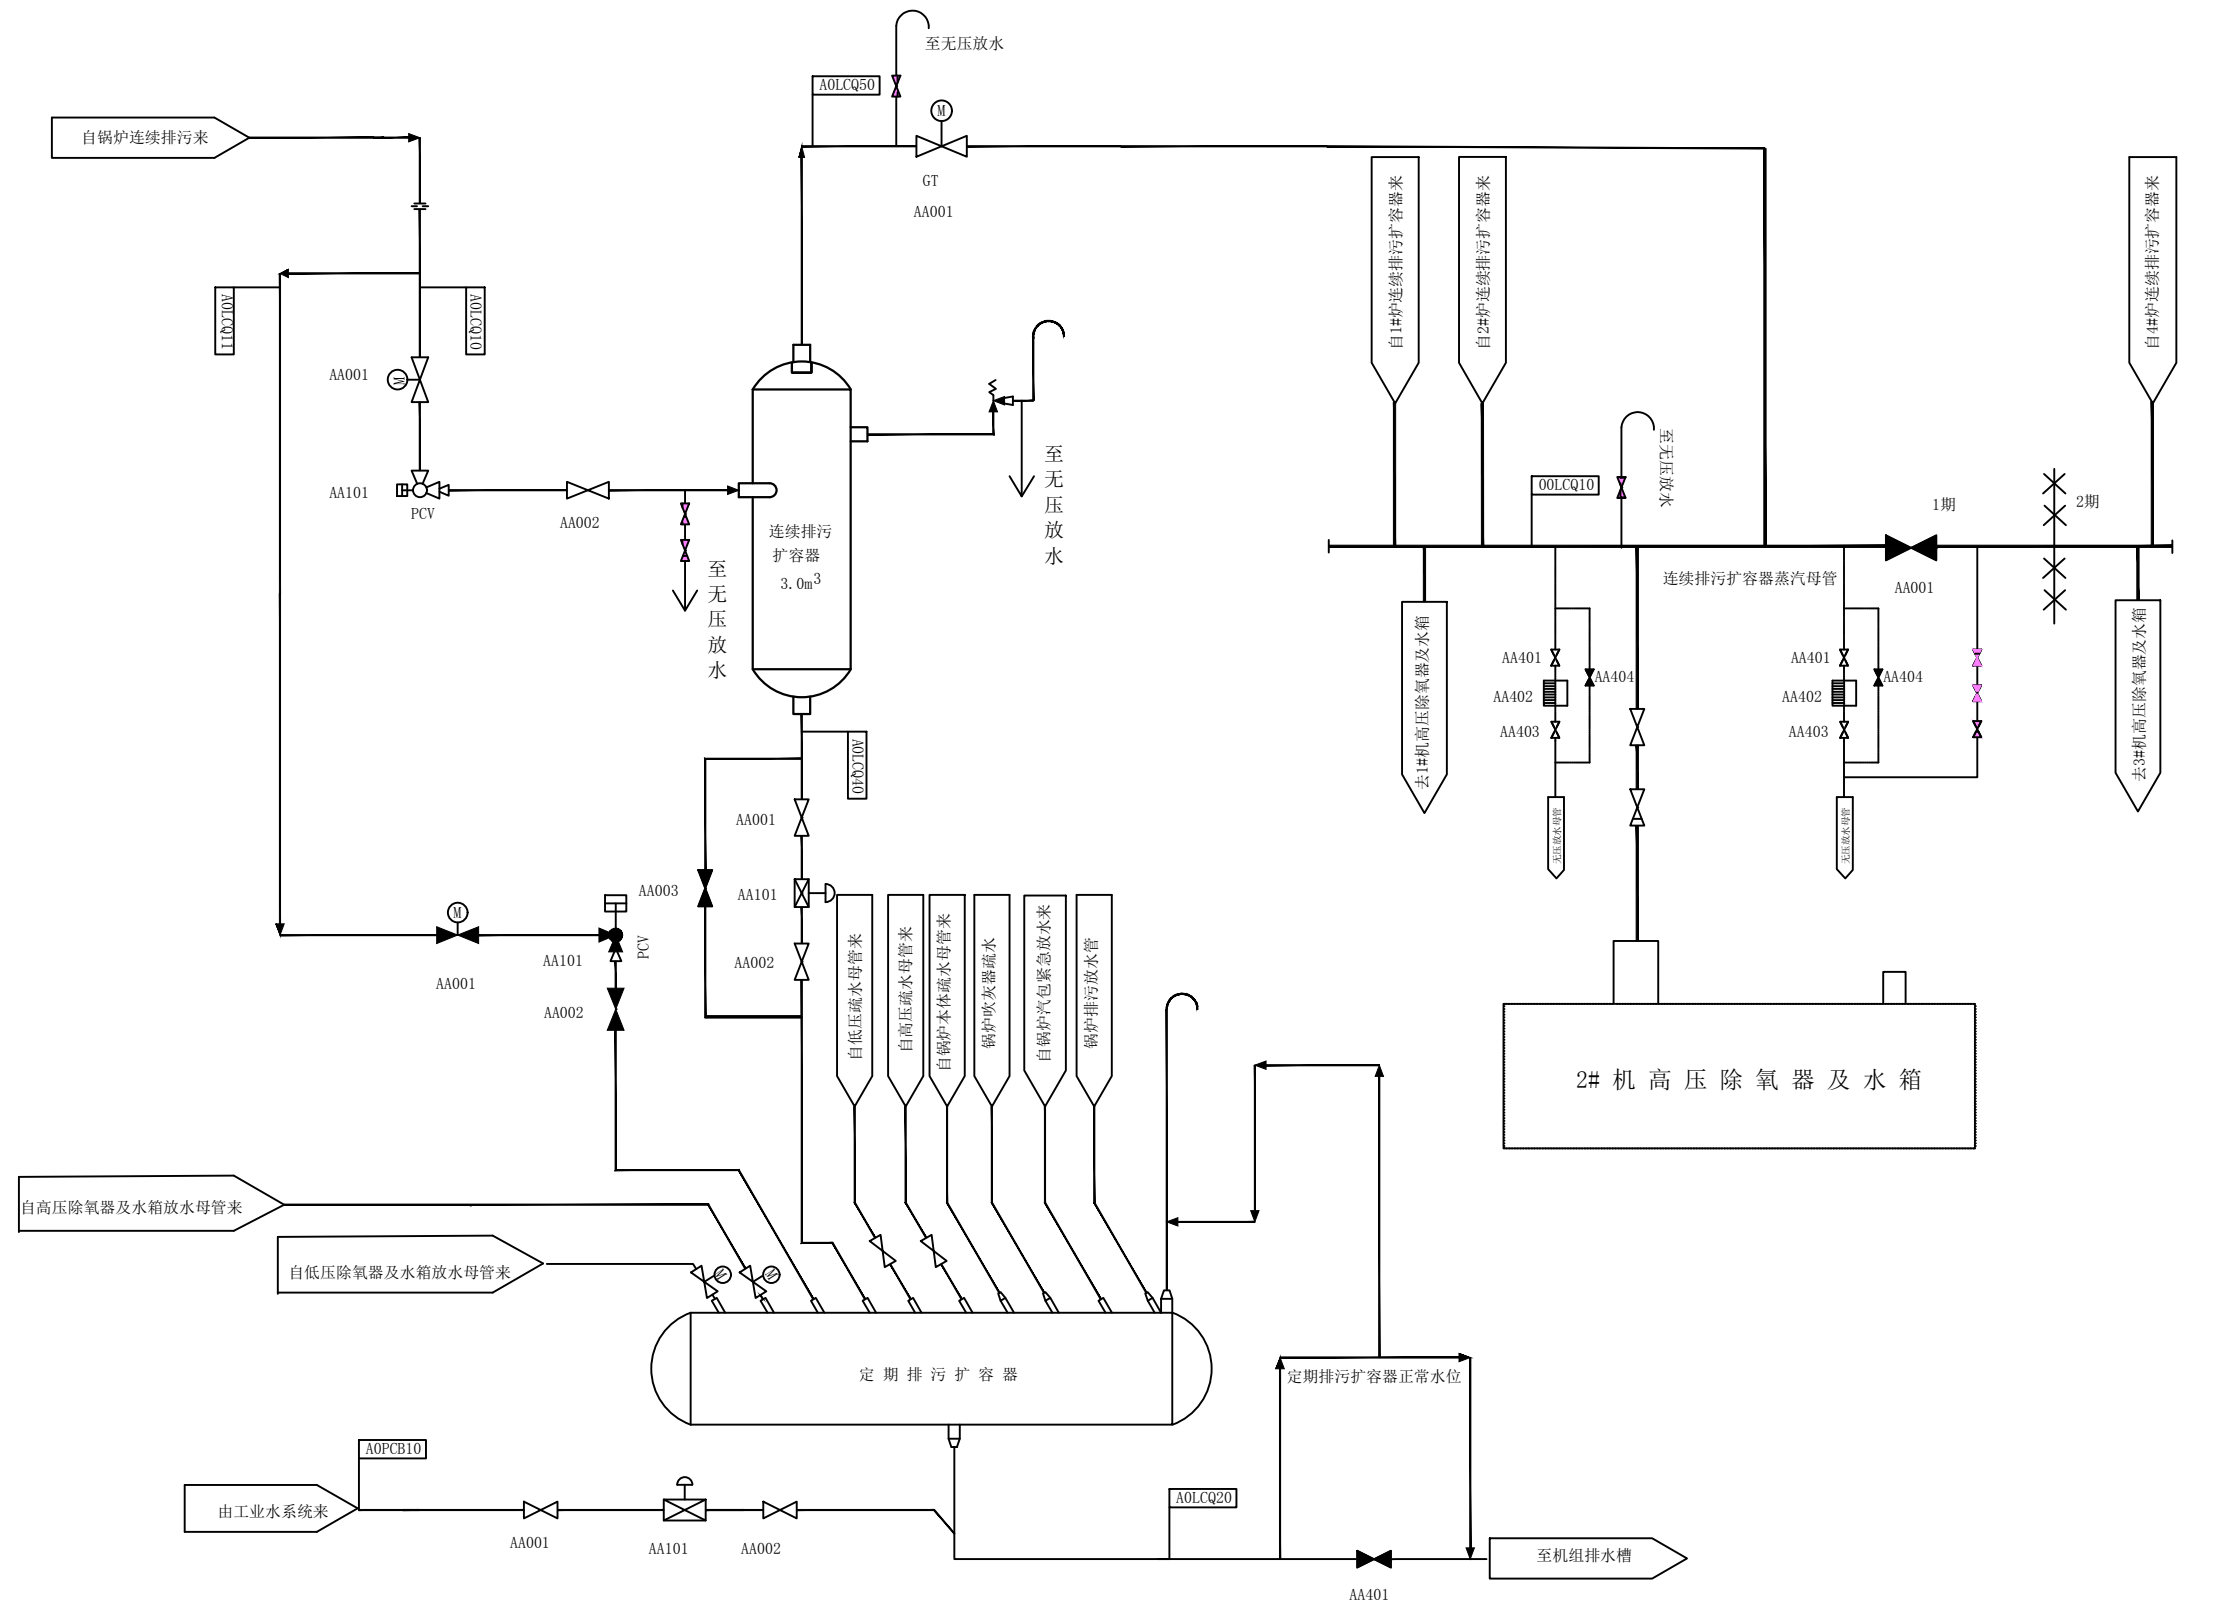 至无压放水
A0LCQ50
M
自锅炉连续排污来
GT
AA001
自1#炉连续排污扩容器来
自2#炉连续排污扩容器来
自4#炉连续排污扩容器来
A0LCQ11
A0LCQ10
AA001
M
AA101
PCV
AA002
至无压放水
连续排污
扩容器
3.0m3
至无压放水
00LCQ10
至无压放水
1期
2期
连续排污扩容器蒸汽母管
AA001
去1#机高压除氧器及水箱
去3#机高压除氧器及水箱
AA401
AA404
AA402
AA403
无压放水母管
AA401
AA404
AA402
AA403
无压放水母管
A0LCQ40
AA001
AA003
AA101
AA002
M
AA001
AA101
PCV
AA002
自低压疏水母管来
自高压疏水母管来
自锅炉本体疏水母管来
锅炉吹灰器疏水
自锅炉汽包紧急放水来
锅炉排污放水管
2#机高压除氧器及水箱
自高压除氧器及水箱放水母管来
自低压除氧器及水箱放水母管来
M
M
定期排污扩容器
定期排污扩容器正常水位
A0PCB10
由工业水系统来
AA001
AA101
AA002
A0LCQ20
至机组排水槽
AA401